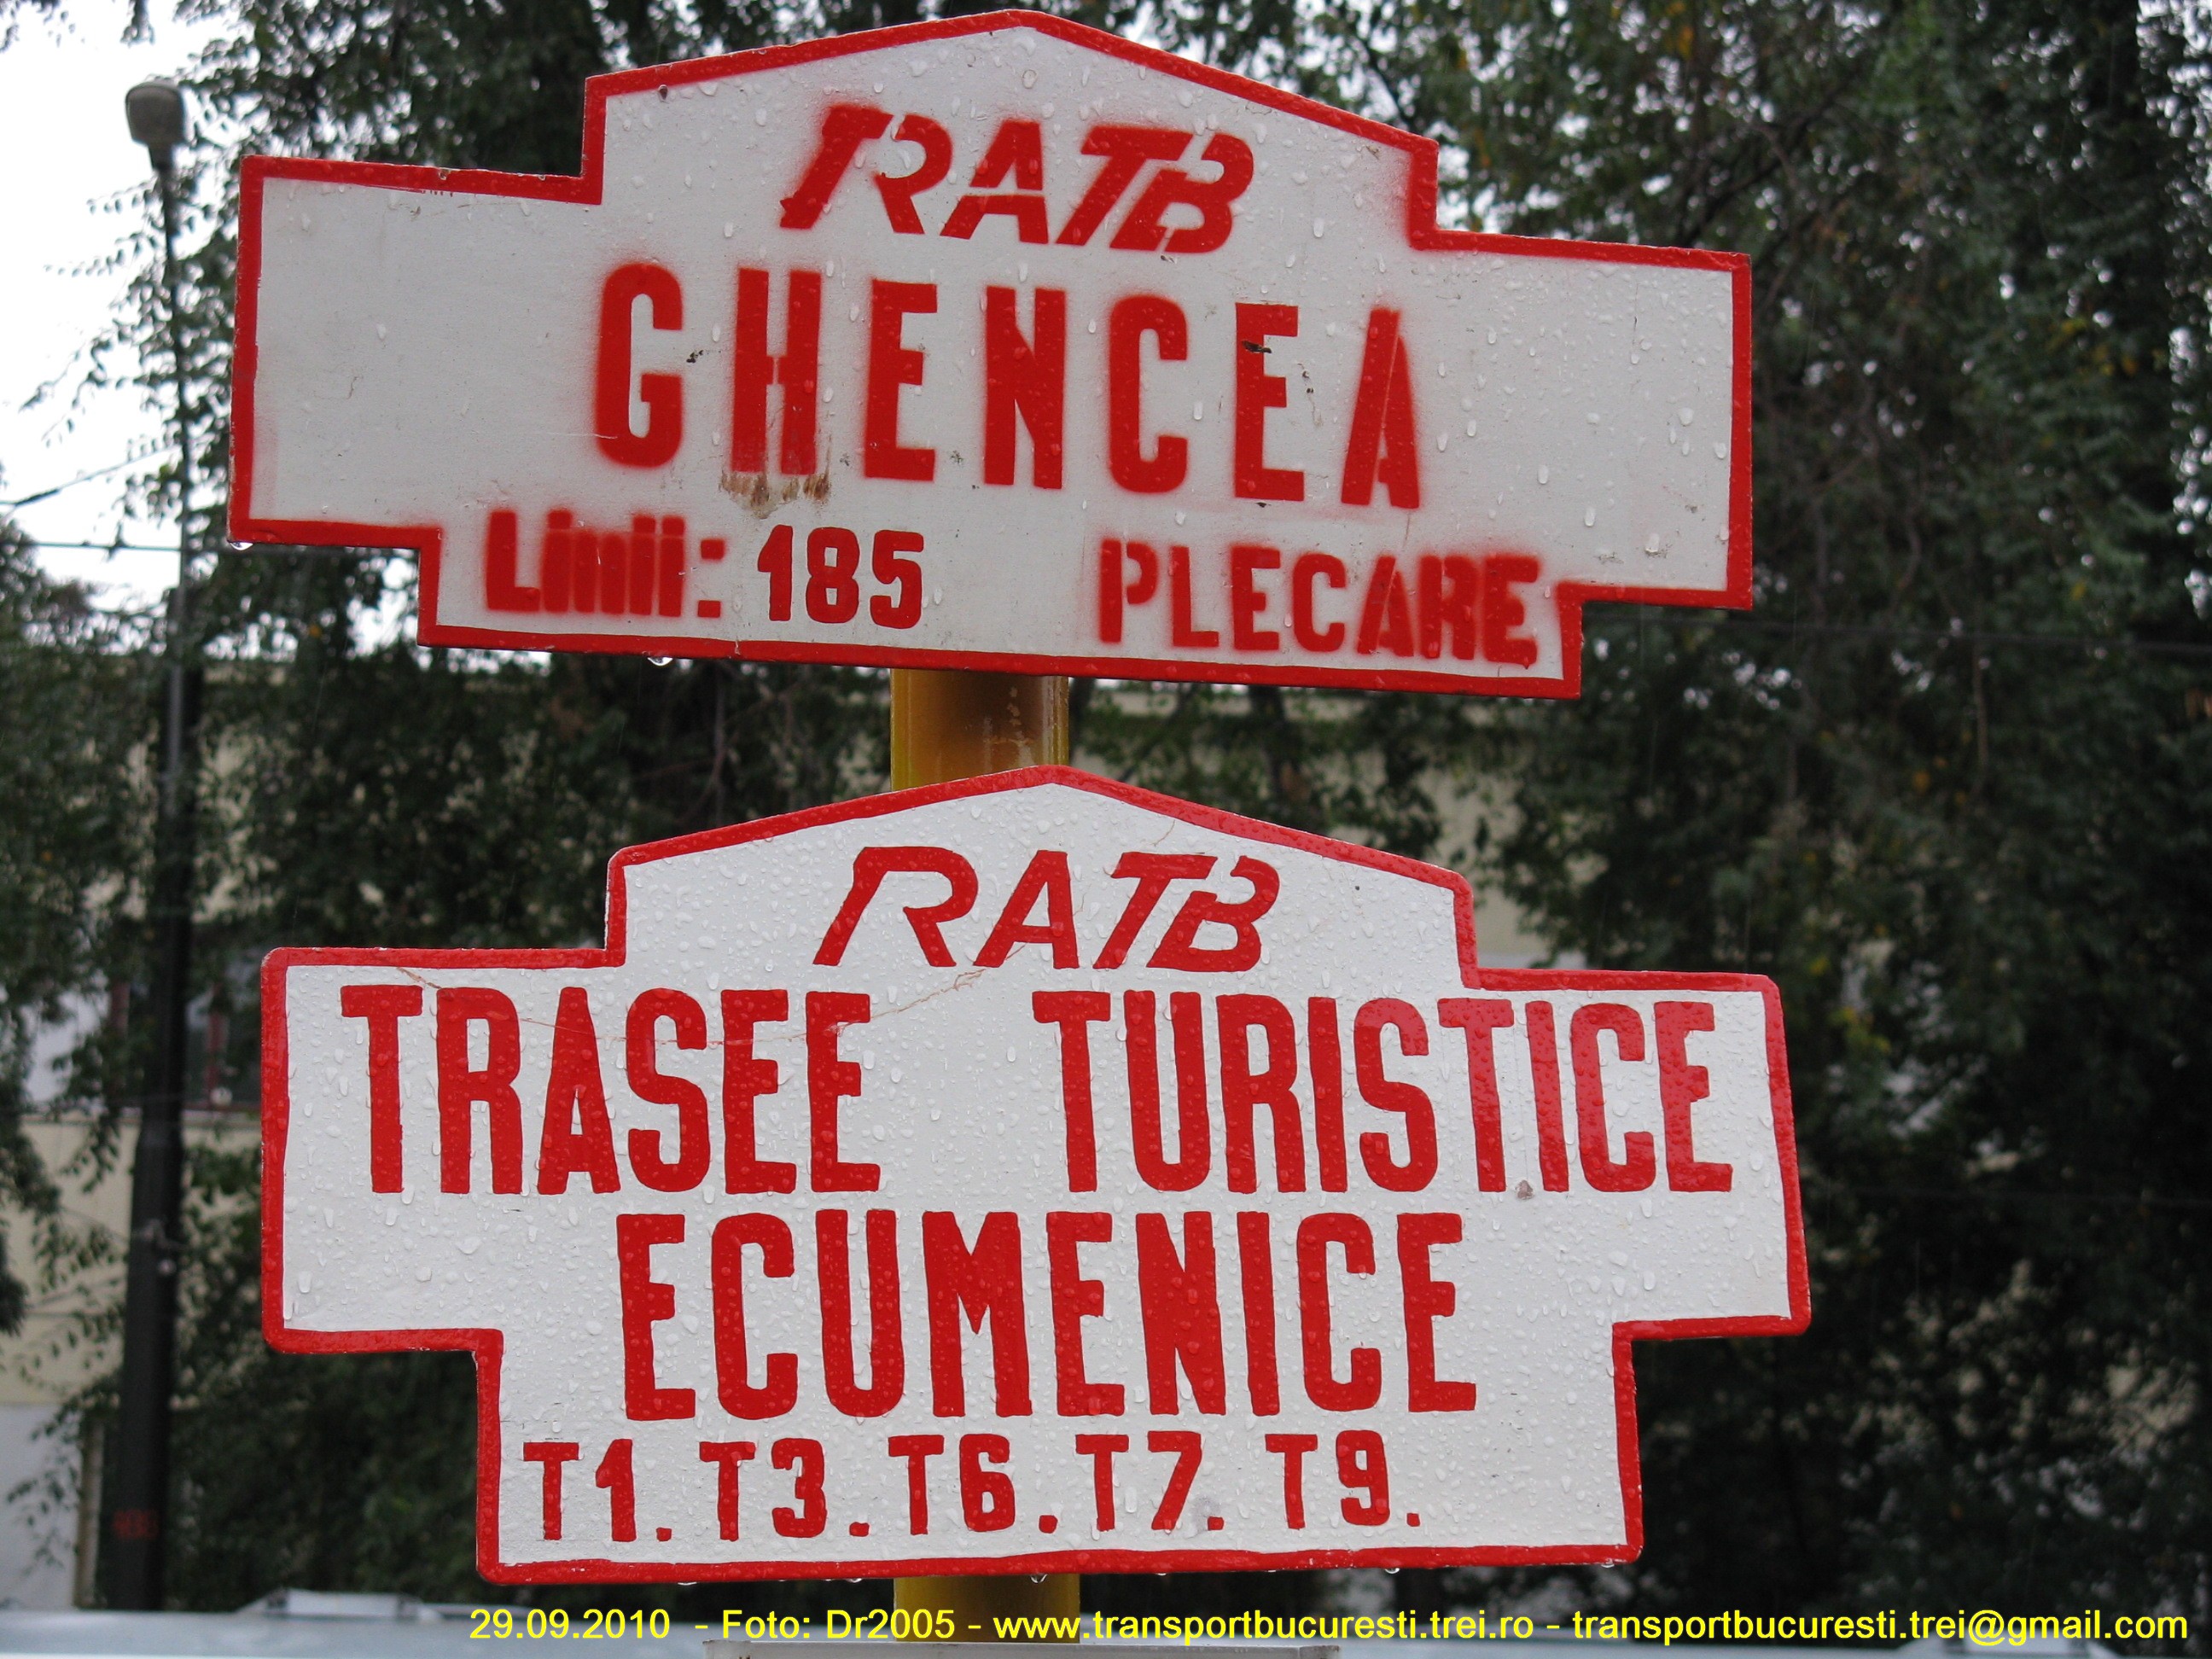 RATB
GHENCEA
Linii: 185 PLECARE
RATB
TRASEE TURISTICE
ECUMENICE
T1. T3. T6. T7. T9.
29.09.2010 - Foto: Dr2005 - www.transportbucuresti.trei.ro - transportbucuresti.trei@gmail.com